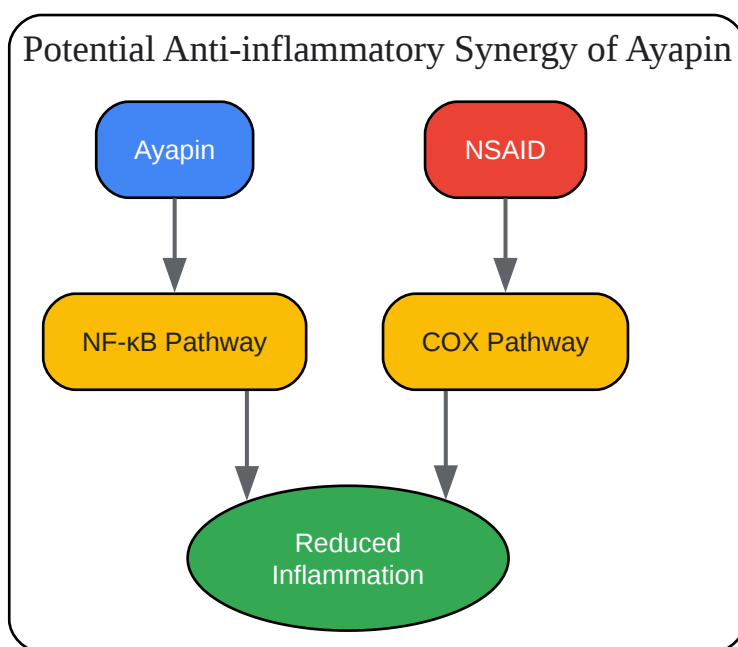 Potential Anti-inflammatory Synergy of Ayapin
Ayapin
NSAID
NF-κB Pathway
COX Pathway
Reduced
Inflammation